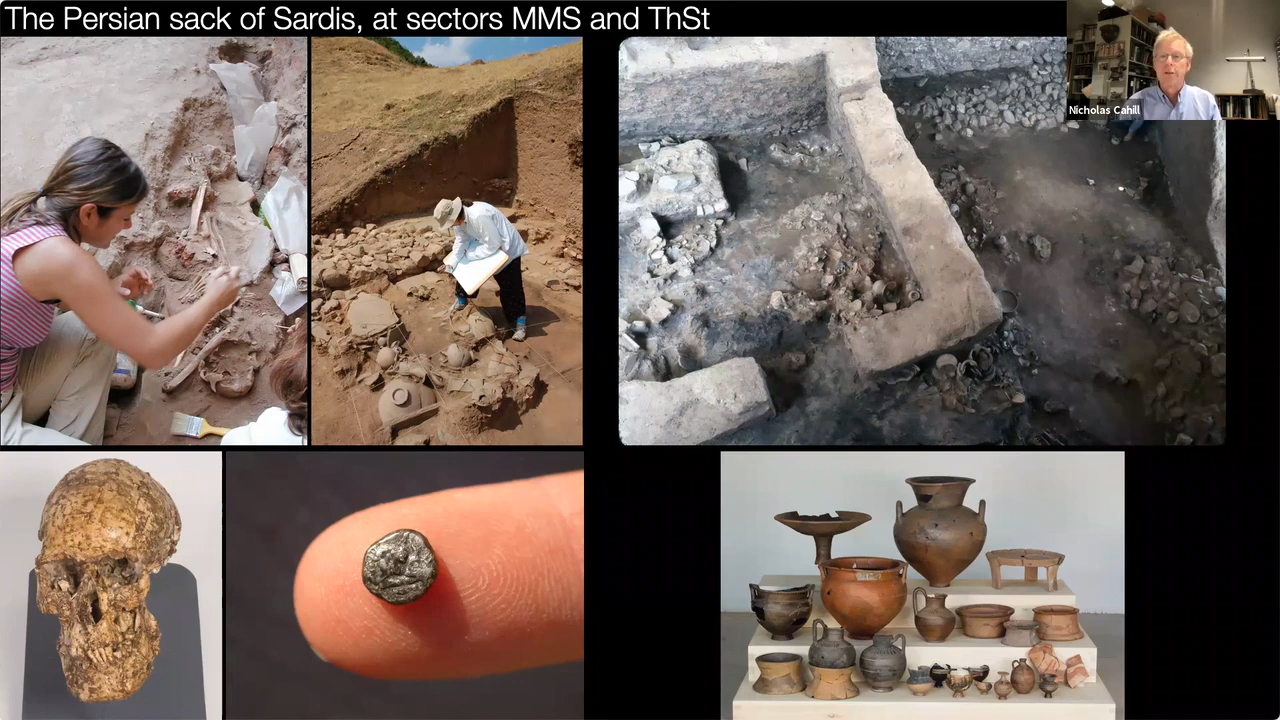 The Persian sack of Sardis, at sectors MMS and ThSt
Nicholas Cahill